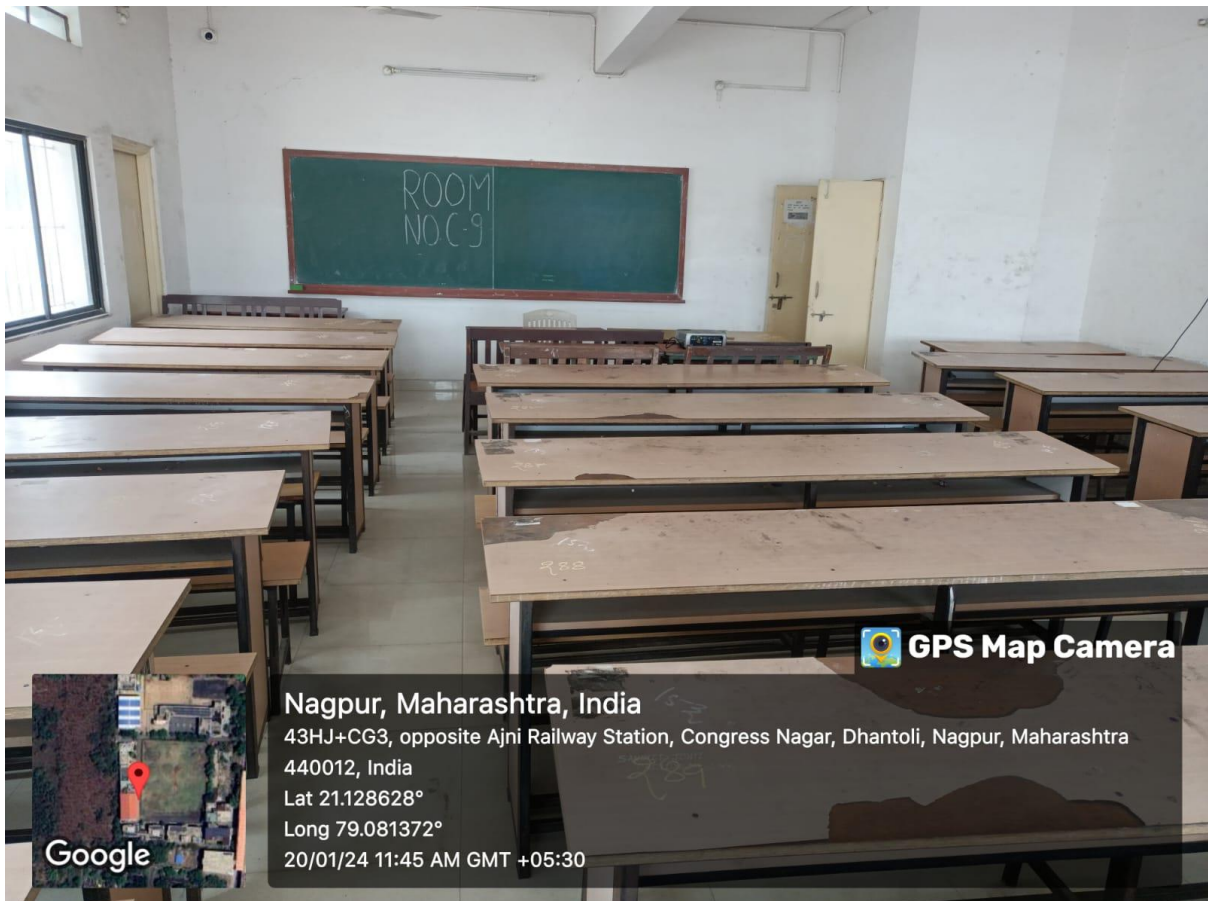 ROOM
NO C-9
288
289
GPS Map Camera
Nagpur, Maharashtra, India
43HJ+CG3, opposite Ajni Railway Station, Congress Nagar, Dhantoli, Nagpur, Maharashtra
440012, India
Lat 21.128628°
Long 79.081372°
20/01/24 11:45 AM GMT +05:30
Google